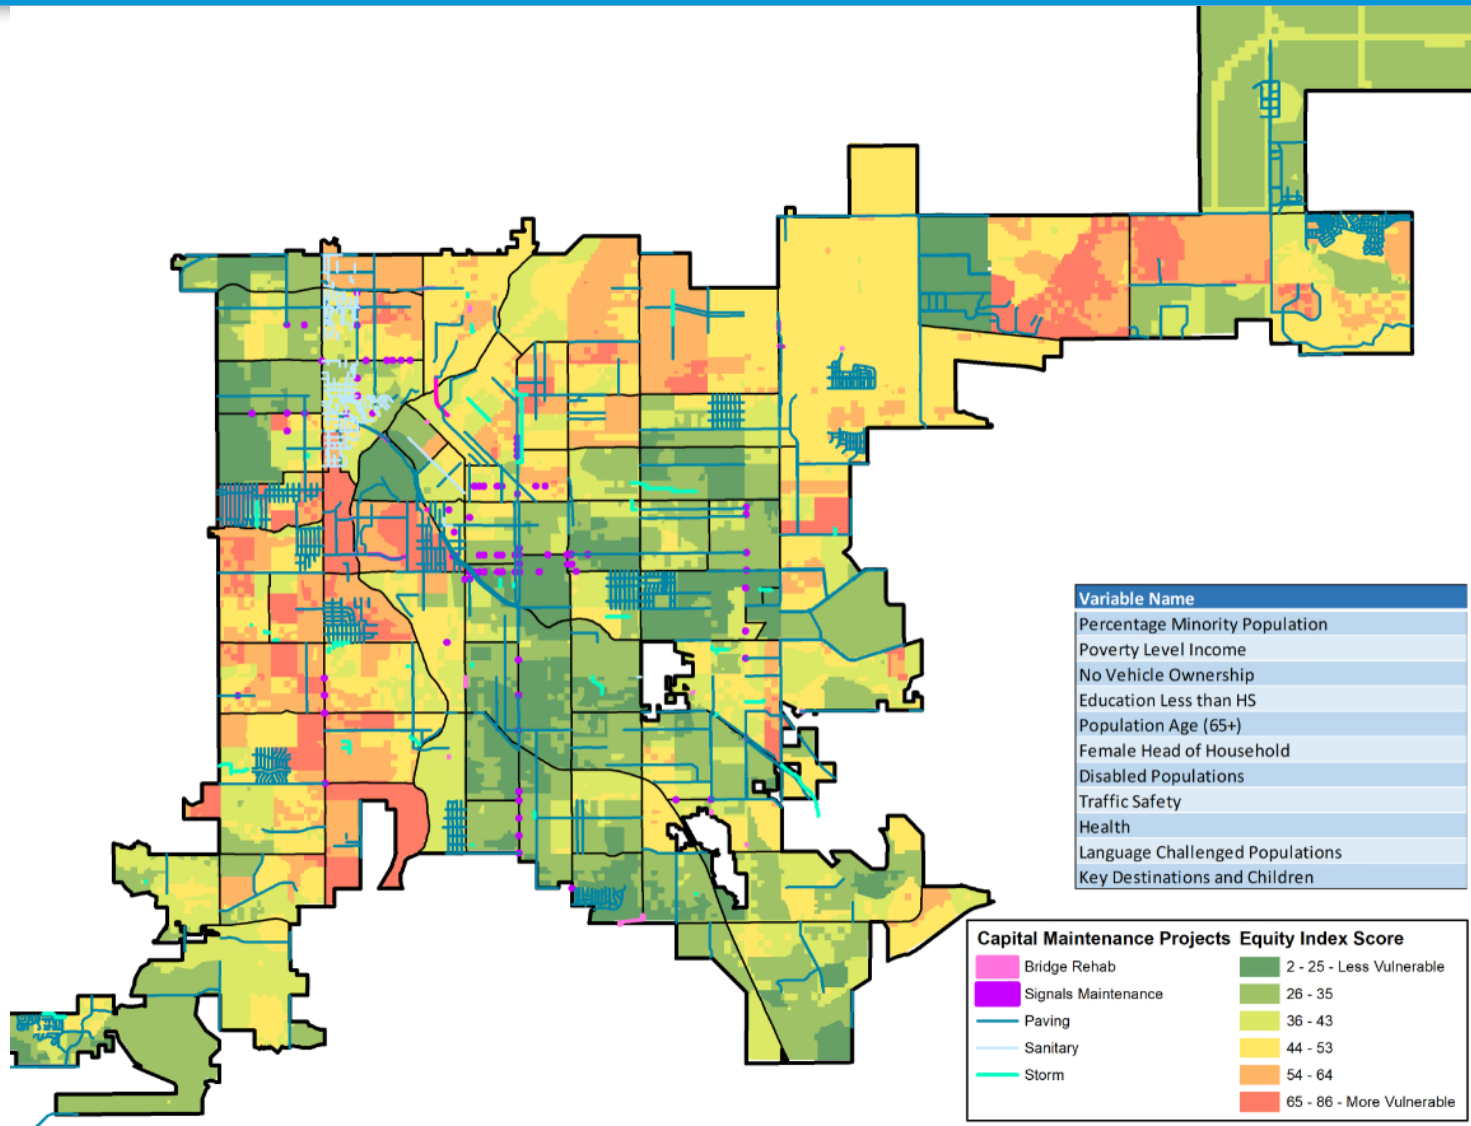 Variable Name
Percentage Minority Population
Poverty Level Income
No Vehicle Ownership
Education Less than HS
Population Age (65+)
Female Head of Household
Disabled Populations
Traffic Safety
Health
Language Challenged Populations
Key Destinations and Children
Capital Maintenance Projects
Bridge Rehab
Signals Maintenance
Paving
Sanitary
Storm
Equity Index Score
2 - 25 - Less Vulnerable
26 - 35
36 - 43
44 - 53
54 - 64
65 - 86 - More Vulnerable